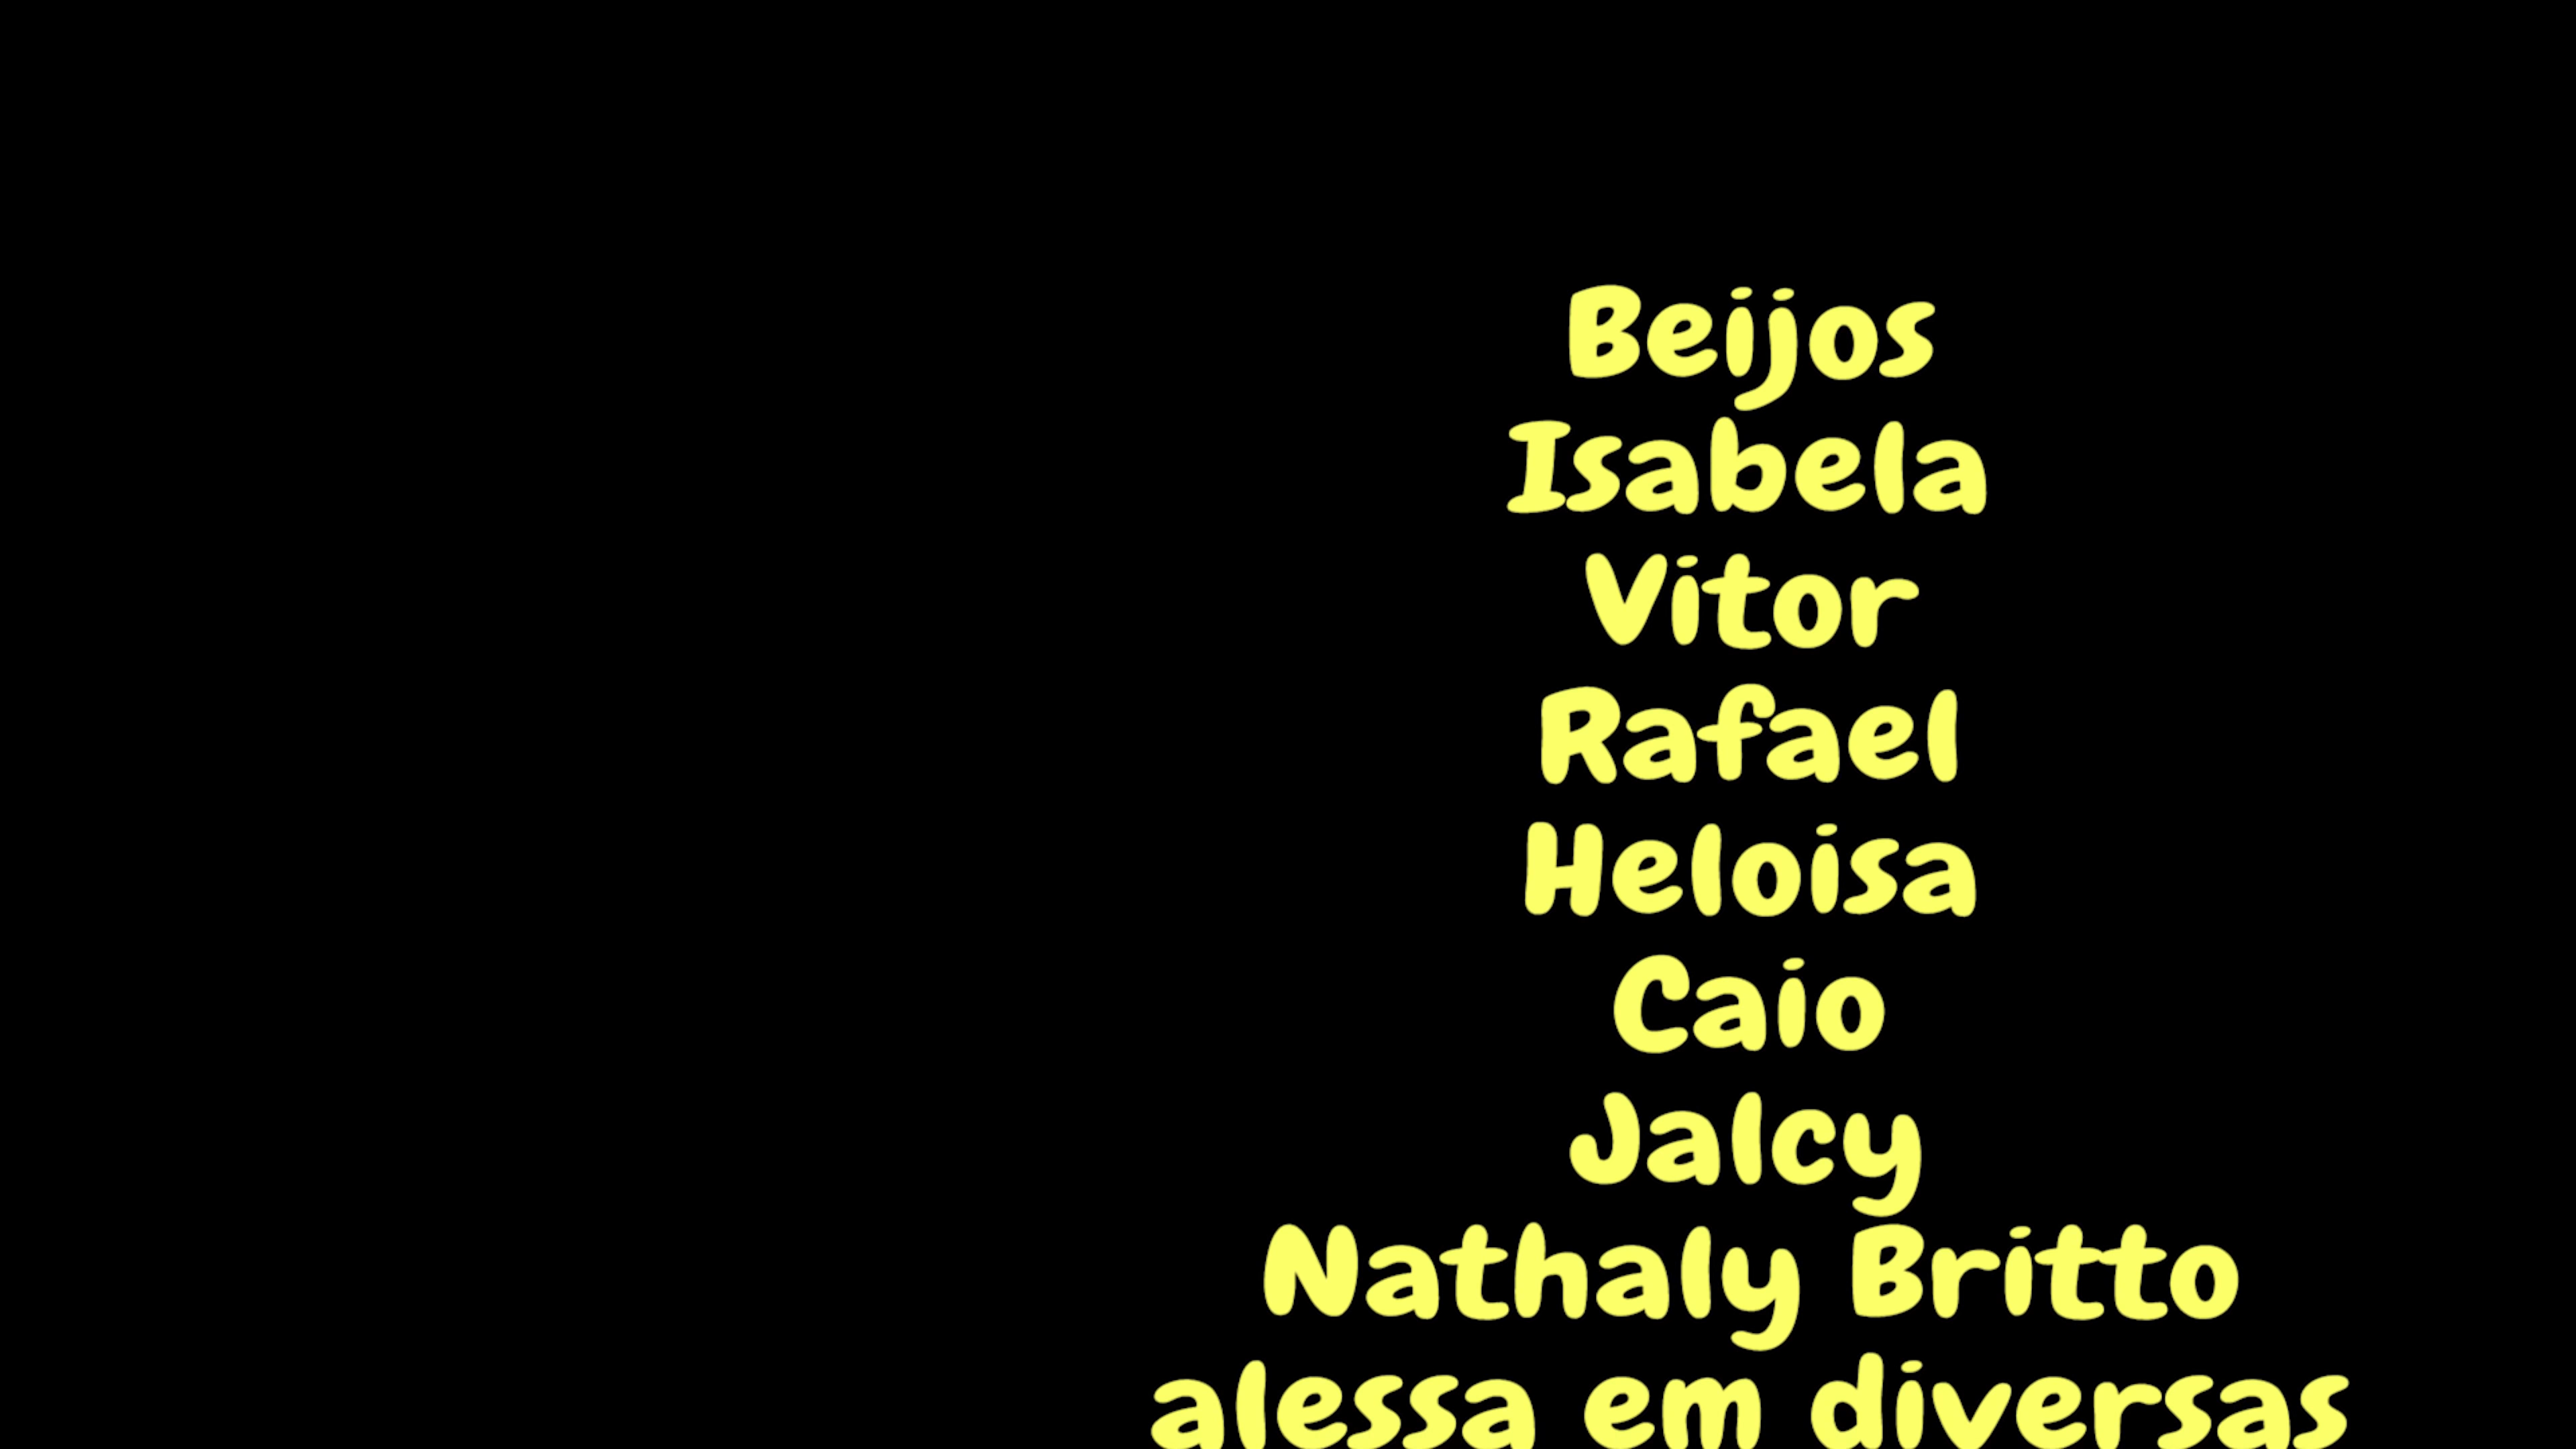 Beijos
Isabela
Vitor
Rafael
Heloisa
Caio
Jalcy
Nathaly Britto
alessa em diversas